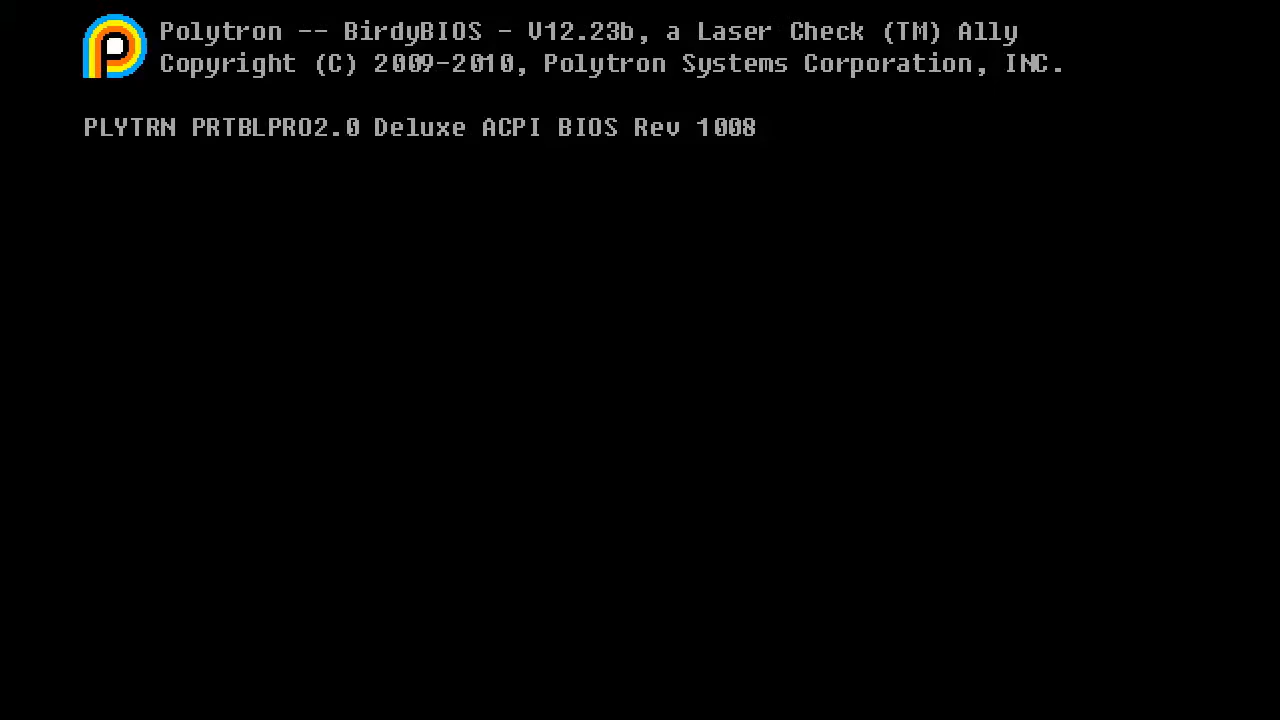 Polytron -- BirdyBIOS - V12.23b, a Laser Check (TM) Ally
Copyright (C) 2009-2010, Polytron Systems Corporation, INC.
PLYTRN PRTBLPRO2.0 Deluxe ACPI BIOS Rev 1008